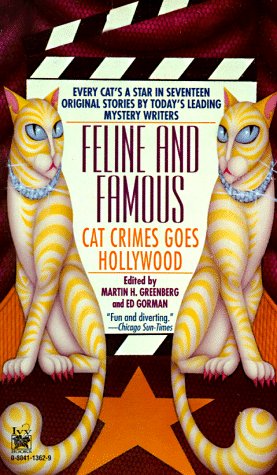 EVERY CAT'S A STAR IN SEVENTEEN
ORIGINAL STORIES BY TODAY'S LEADING
MYSTERY WRITERS
FELINE AND
FAMOUS
CAT CRIMES GOES
HOLLYWOOD
Edited by
MARTIN H. GREENBERG
and ED GORMAN
"Fun and diverting."
—Chicago Sun-Times
Ivy
BOOKS
0-8041-1362-9